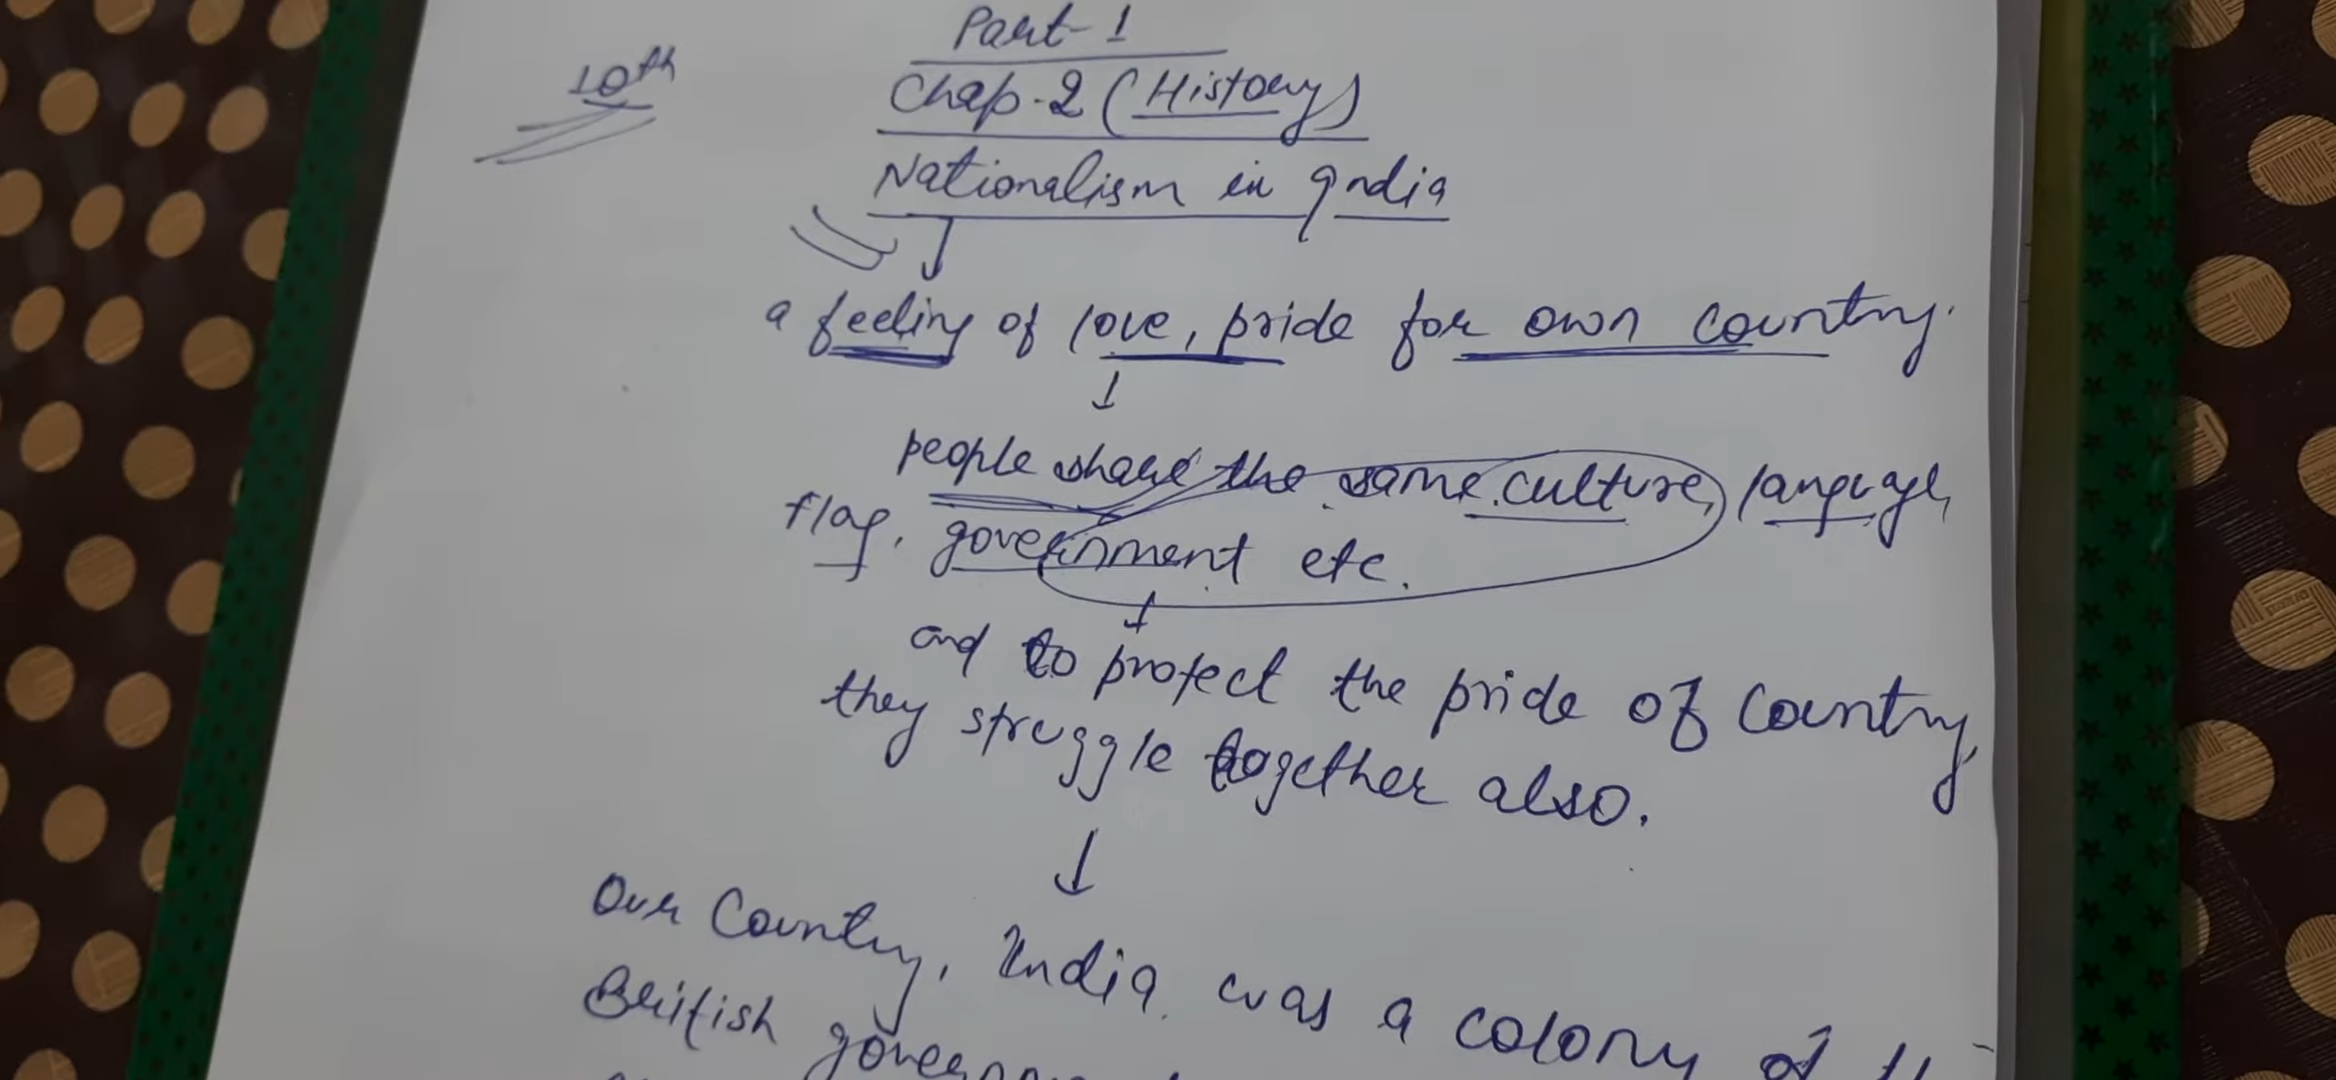 Part-1
10th
Chap-2 (History)
Nationalism in India
a feeling of love, pride for own country.
people share the same culture, language,
flag, government etc.
and to protect the pride of country,
they struggle together also.
Our Country, India was a colony of
British